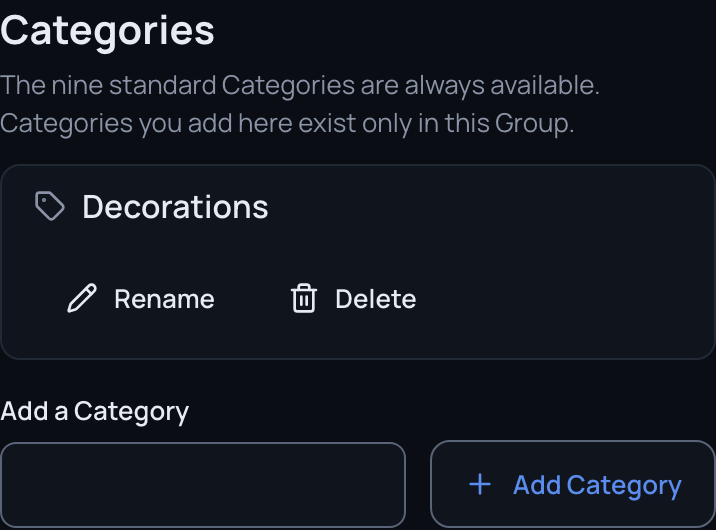 Categories
The nine standard Categories are always available.
Categories you add here exist only in this Group.
Decorations
Rename Delete
Add a Category
Add Category